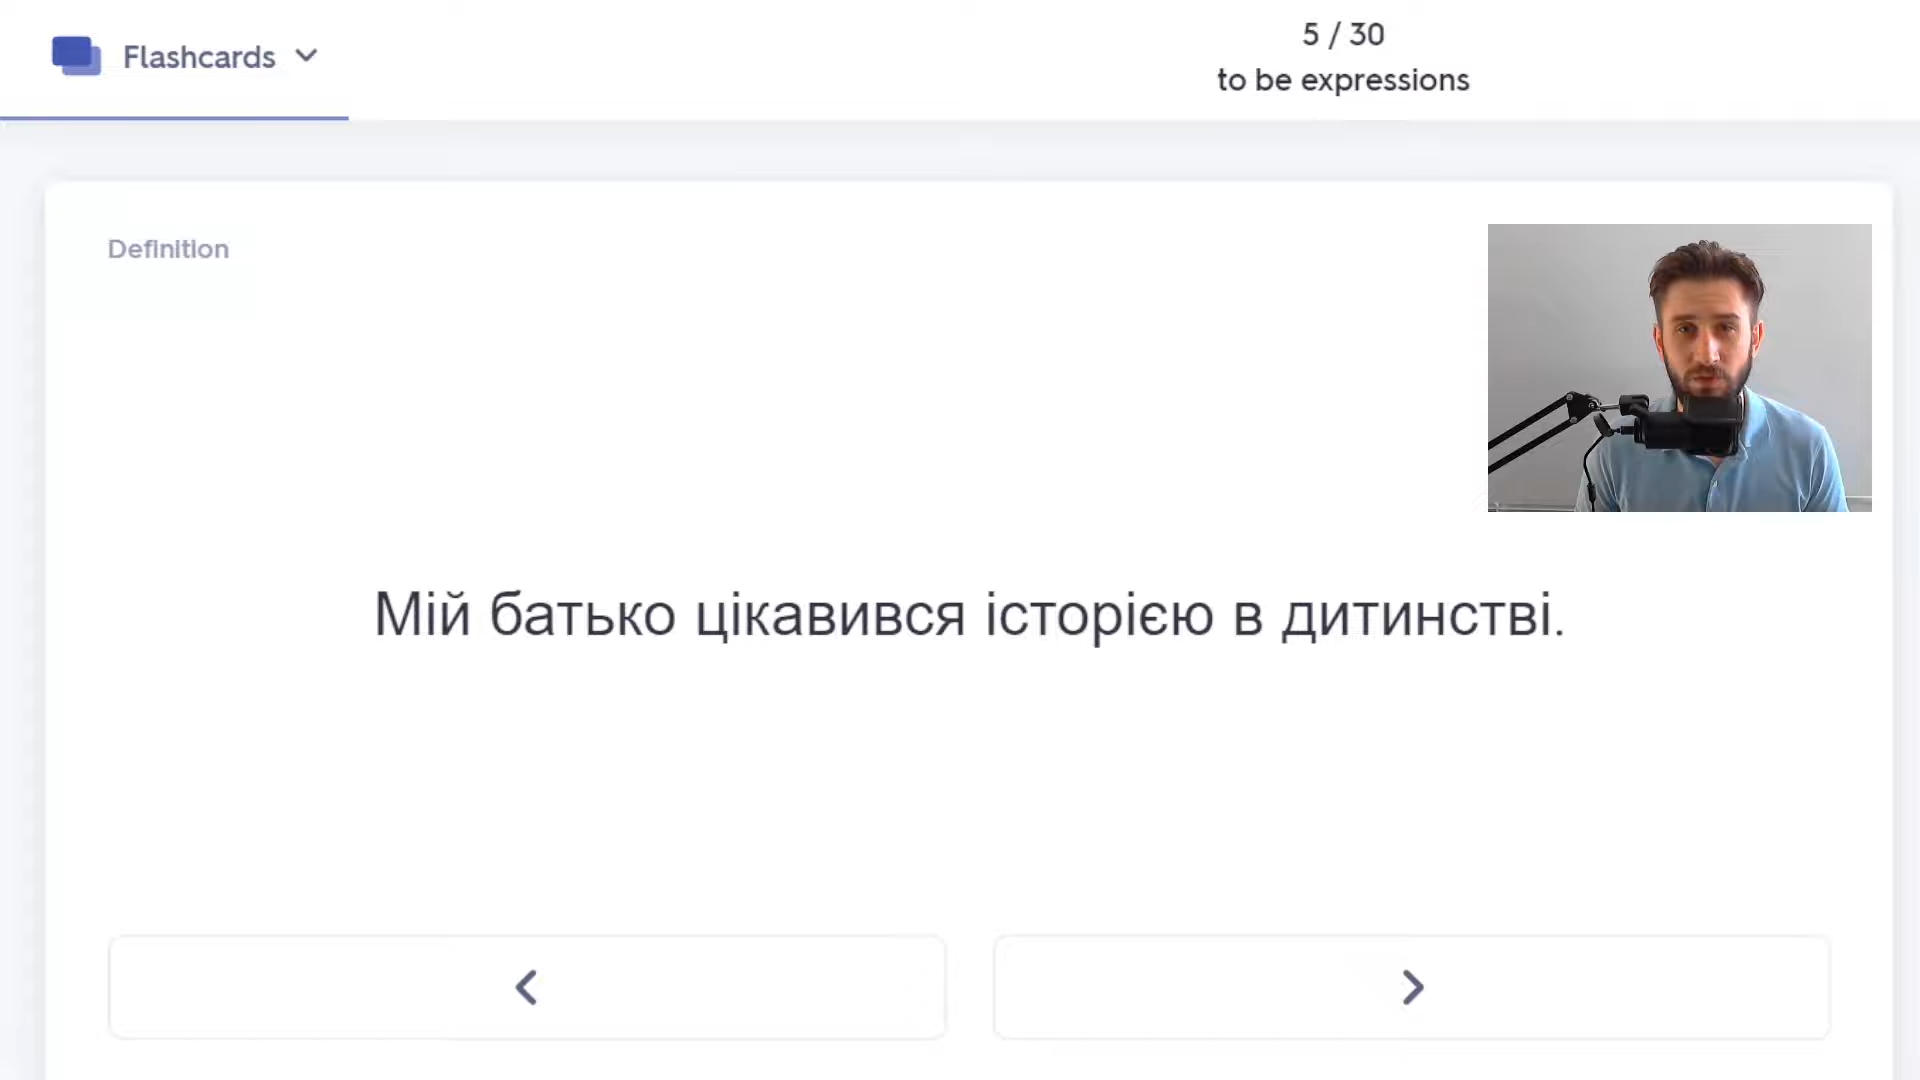 Flashcards
5 / 30
to be expressions
Definition
Мій батько цікавився історією в дитинстві.